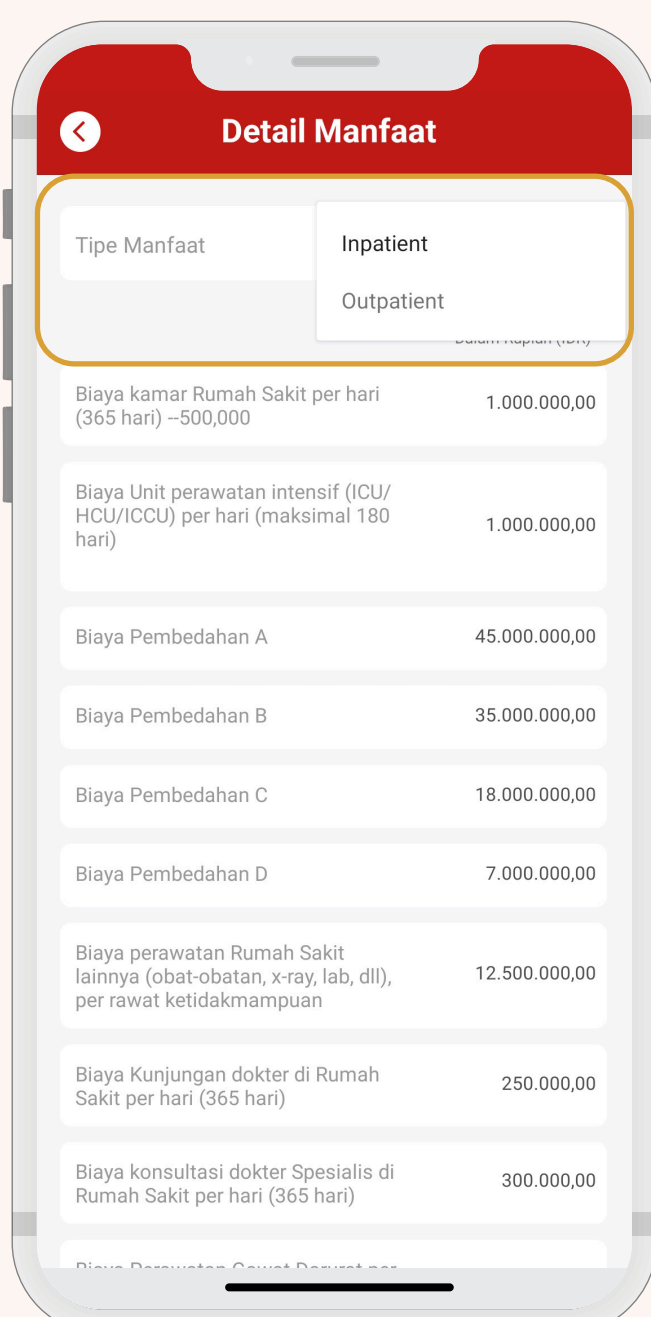 Detail Manfaat
Tipe Manfaat
Inpatient
Outpatient
Biaya kamar Rumah Sakit per hari
(365 hari) --500,000
1.000.000,00
Biaya Unit perawatan intensif (ICU/
HCU/ICCU) per hari (maksimal 180
hari)
1.000.000,00
Biaya Pembedahan A
45.000.000,00
Biaya Pembedahan B
35.000.000,00
Biaya Pembedahan C
18.000.000,00
Biaya Pembedahan D
7.000.000,00
Biaya perawatan Rumah Sakit
lainnya (obat-obatan, x-ray, lab, dll),
per rawat ketidakmampuan
12.500.000,00
Biaya Kunjungan dokter di Rumah
Sakit per hari (365 hari)
250.000,00
Biaya konsultasi dokter Spesialis di
Rumah Sakit per hari (365 hari)
300.000,00